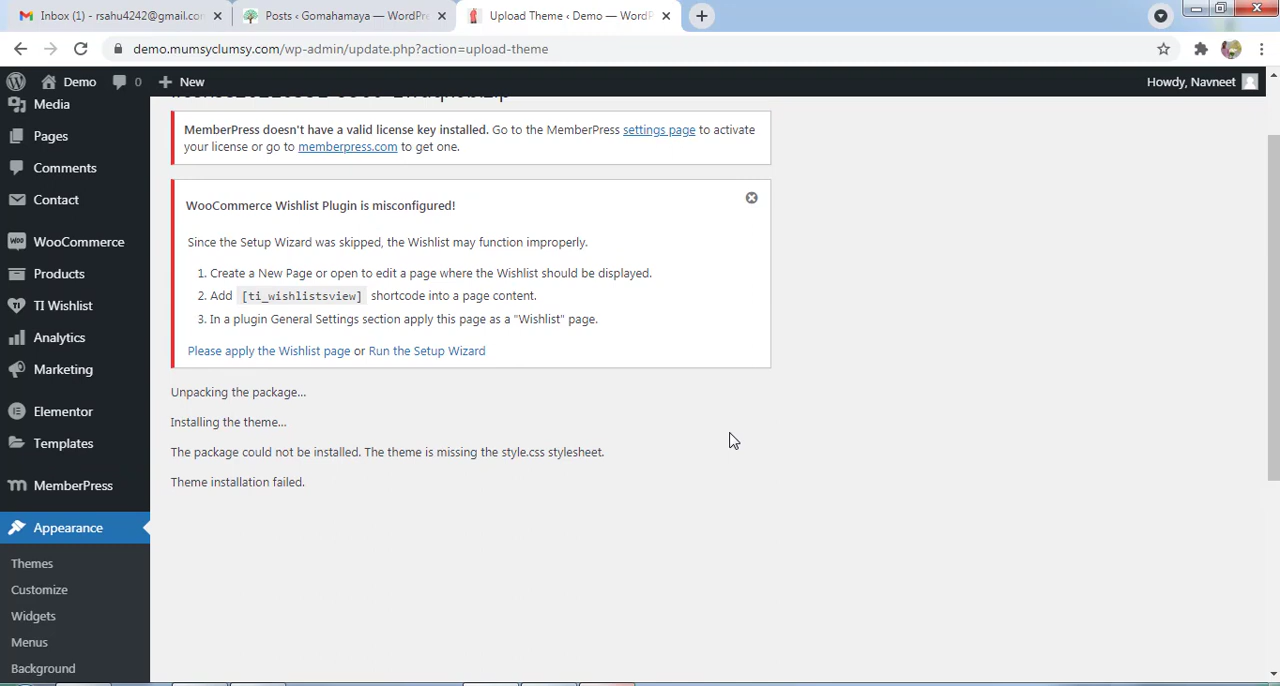 Inbox (1) - rsahu4242@gmail.con
Posts ‹ Gomahamaya — WordPre
Upload Theme ‹ Demo — WordP
demo.mumsyclumsy.com/wp-admin/update.php?action=upload-theme
Demo
0
New
Howdy, Navneet
Media
Pages
Comments
Contact
WooCommerce
Products
TI Wishlist
Analytics
Marketing
Elementor
Templates
MemberPress
Appearance
Themes
Customize
Widgets
Menus
Background
MemberPress doesn't have a valid license key installed. Go to the MemberPress settings page to activate
your license or go to memberpress.com to get one.
WooCommerce Wishlist Plugin is misconfigured!
Since the Setup Wizard was skipped, the Wishlist may function improperly.
1. Create a New Page or open to edit a page where the Wishlist should be displayed.
2. Add [ti_wishlistsview] shortcode into a page content.
3. In a plugin General Settings section apply this page as a "Wishlist" page.
Please apply the Wishlist page or Run the Setup Wizard
Unpacking the package...
Installing the theme...
The package could not be installed. The theme is missing the style.css stylesheet.
Theme installation failed.